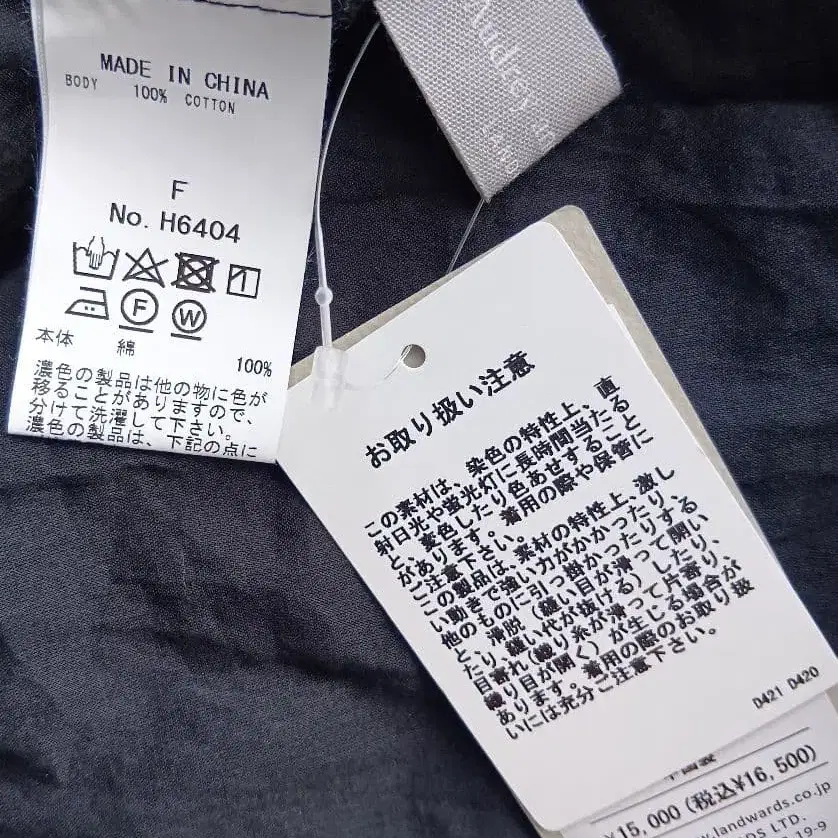 MADE IN CHINA
BODY 100% COTTON
F
No. H6404
F W
本体 綿 100%
濃色の製品は他の物に色が
移ることがありますので、
分けて洗濯して下さい。
濃色の製品は、下記の点に
Audrey
お取り扱い注意
この素材は、染色の特性上、直
射日光や蛍光灯に長時間当たる
と、変色したり色あせすること
があります。着用の際や保管に
ご注意下さい。
この製品は、素材の特性上、激し
い動きで強い力がかかったり、
他のものに引っ掛かったりする
と、滑脱(縫い目が滑って開い
たり、縫い代が抜ける)したり、
目寄れ(織り糸が滑って片寄り、
織り目が開く)が生じる場合が
あります。着用の際のお取り扱
いには充分ご注意下さい。
D421 D420
¥15,000 (税込¥16,500)
www.landwards.co.jp
LTD.
19-9